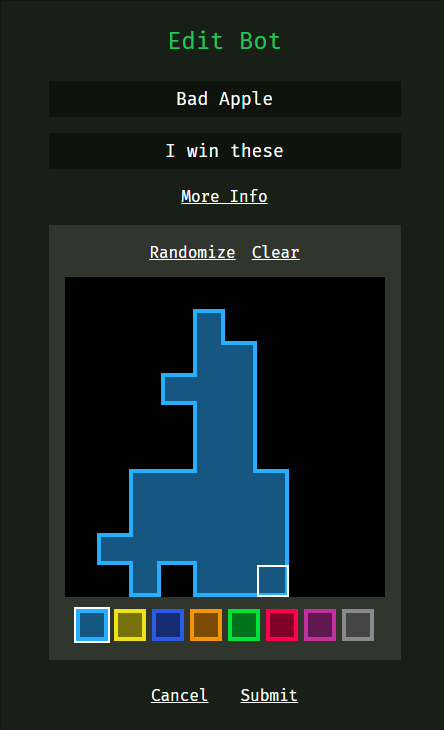 Edit Bot
Bad Apple
I win these
More Info
Randomize Clear
Cancel Submit